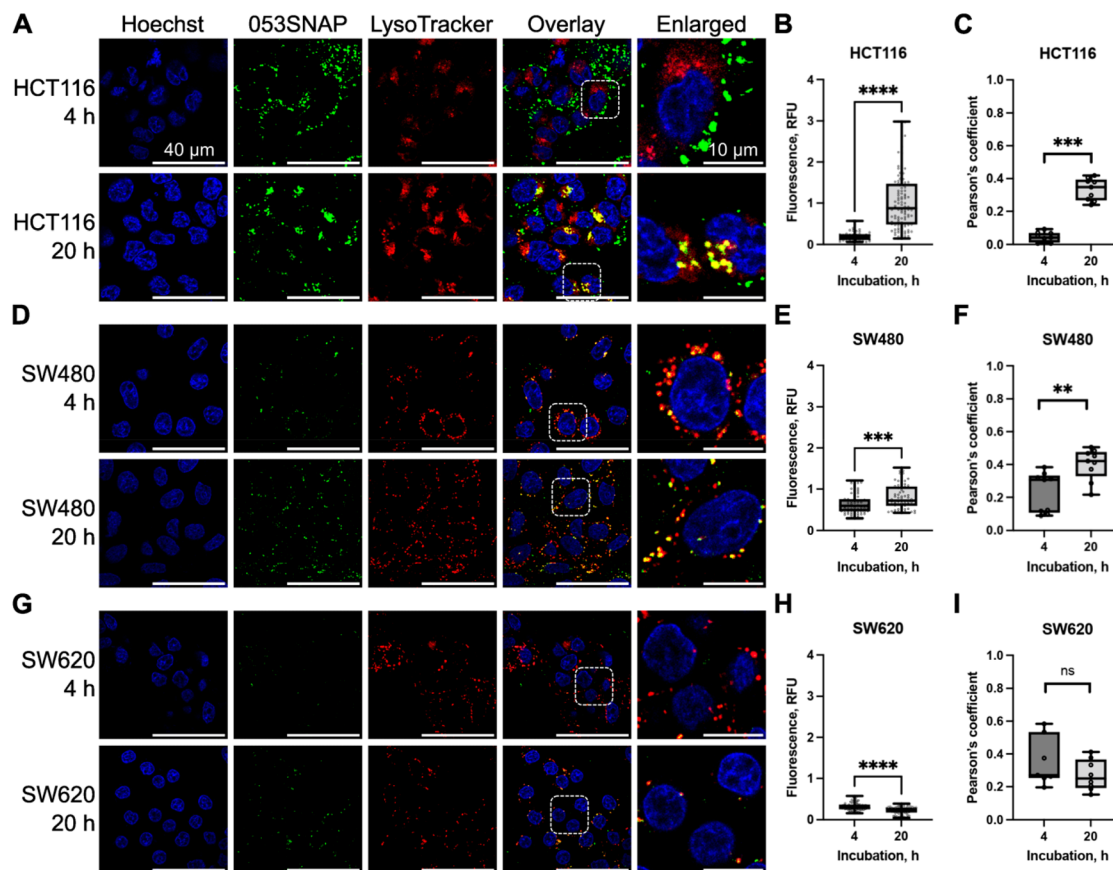 A
Hoechst
053SNAP
LysoTracker
Overlay
Enlarged
HCT116
4 h
40 µm
10 µm
HCT116
20 h
B
HCT116
Fluorescence, RFU
4
3
2
1
0
****
4
20
Incubation, h
C
HCT116
Pearson's coefficient
1.0
0.8
0.6
0.4
0.2
0.0
***
4
20
Incubation, h
D
SW480
4 h
SW480
20 h
E
SW480
Fluorescence, RFU
4
3
2
1
0
***
4
20
Incubation, h
F
SW480
Pearson's coefficient
1.0
0.8
0.6
0.4
0.2
0.0
**
4
20
Incubation, h
G
SW620
4 h
SW620
20 h
H
SW620
Fluorescence, RFU
4
3
2
1
0
****
4
20
Incubation, h
I
SW620
Pearson's coefficient
1.0
0.8
0.6
0.4
0.2
0.0
ns
4
20
Incubation, h